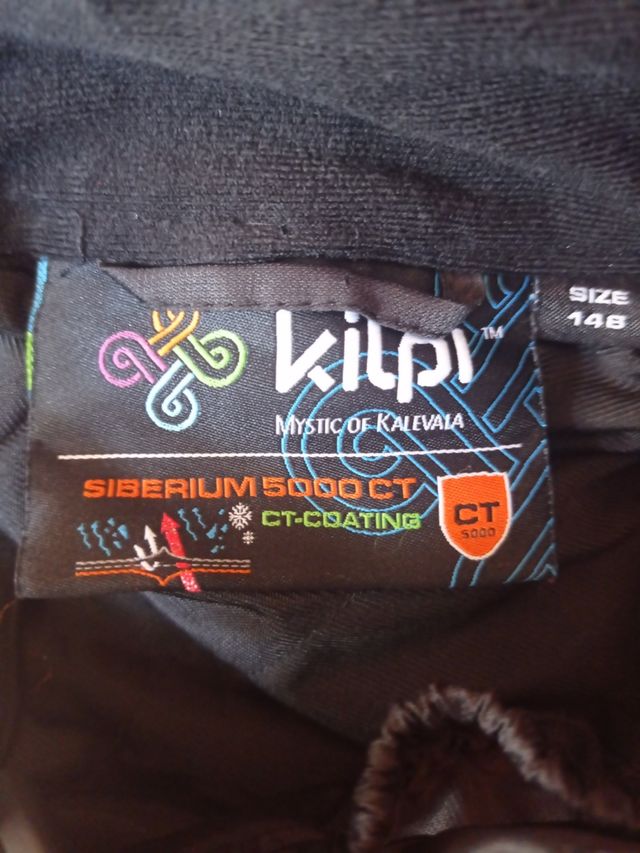 kilpi™
MYSTIC OF KALEVALA
SIBERIUM 5000 CT
CT-COATING
CT
5000
SIZE
148